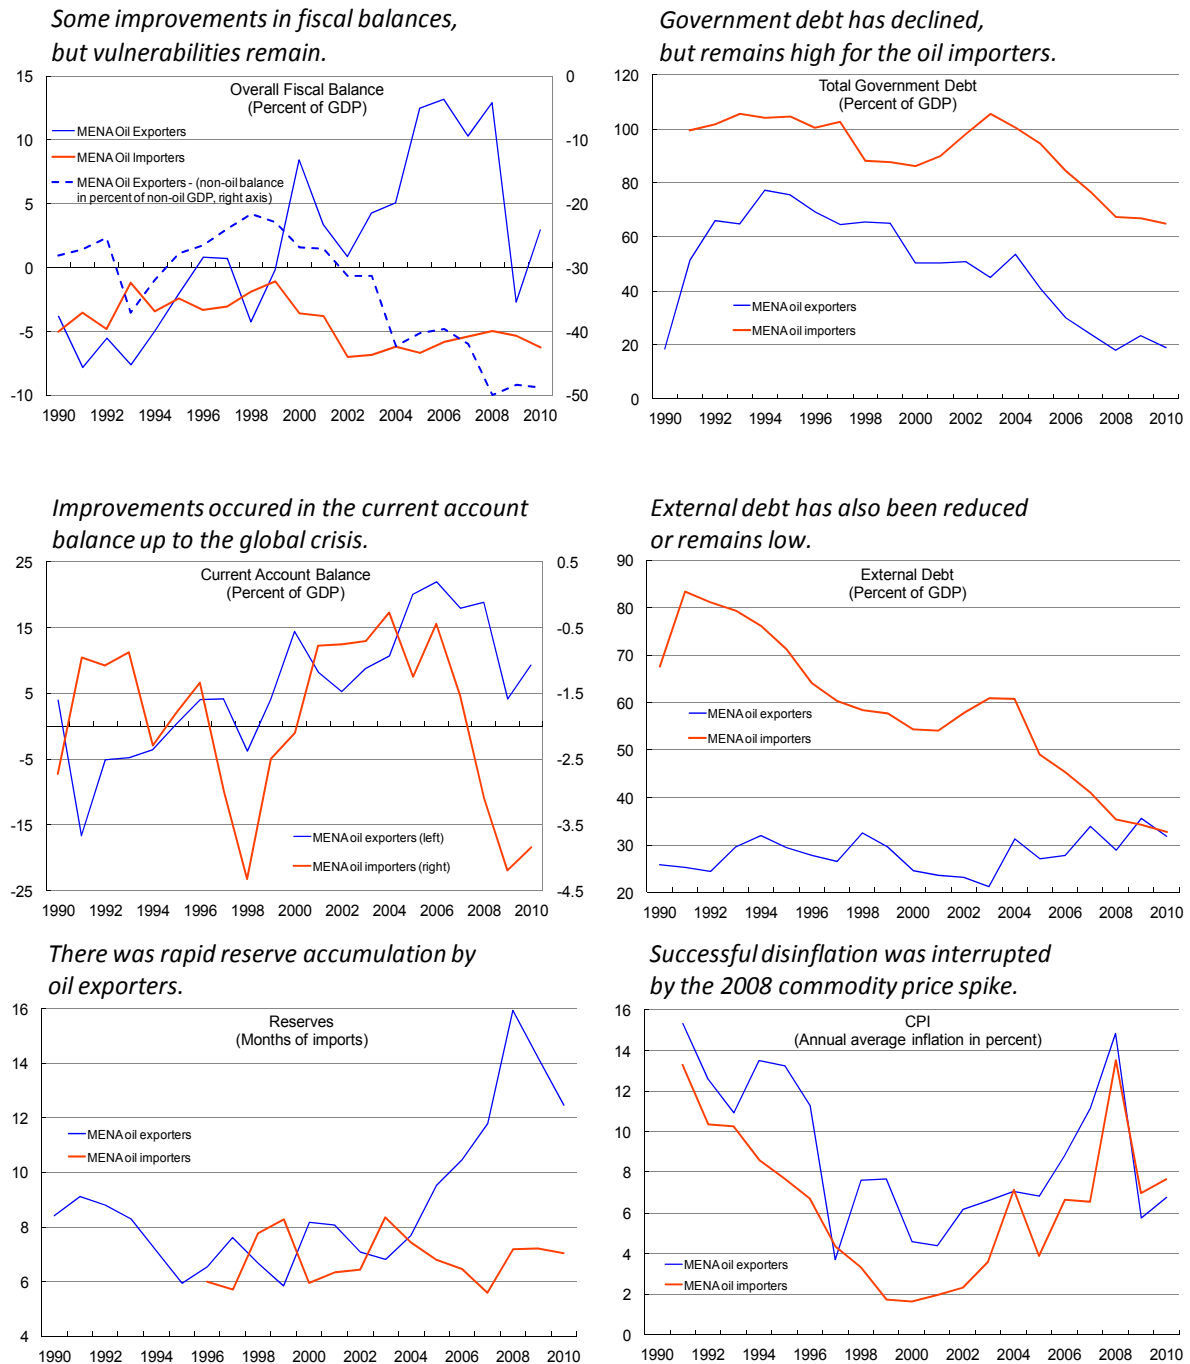 Some improvements in fiscal balances,
but vulnerabilities remain.
15
10
5
0
-5
-10
0
-10
-20
-30
-40
-50
Overall Fiscal Balance
(Percent of GDP)
MENA Oil Exporters
MENA Oil Importers
MENA Oil Exporters - (non-oil balance
in percent of non-oil GDP, right axis)
1990 1992 1994 1996 1998 2000 2002 2004 2006 2008 2010
Government debt has declined,
but remains high for the oil importers.
120
100
80
60
40
20
0
Total Government Debt
(Percent of GDP)
MENA oil exporters
MENA oil importers
1990 1992 1994 1996 1998 2000 2002 2004 2006 2008 2010
Improvements occured in the current account
balance up to the global crisis.
25
15
5
-5
-15
-25
0.5
-0.5
-1.5
-2.5
-3.5
-4.5
Current Account Balance
(Percent of GDP)
MENA oil exporters (left)
MENA oil importers (right)
1990 1992 1994 1996 1998 2000 2002 2004 2006 2008 2010
External debt has also been reduced
or remains low.
90
80
70
60
50
40
30
20
External Debt
(Percent of GDP)
MENA oil exporters
MENA oil importers
1990 1992 1994 1996 1998 2000 2002 2004 2006 2008 2010
There was rapid reserve accumulation by
oil exporters.
16
14
12
10
8
6
4
Reserves
(Months of imports)
MENA oil exporters
MENA oil importers
1990 1992 1994 1996 1998 2000 2002 2004 2006 2008 2010
Successful disinflation was interrupted
by the 2008 commodity price spike.
16
14
12
10
8
6
4
2
0
CPI
(Annual average inflation in percent)
MENA oil exporters
MENA oil importers
1990 1992 1994 1996 1998 2000 2002 2004 2006 2008 2010